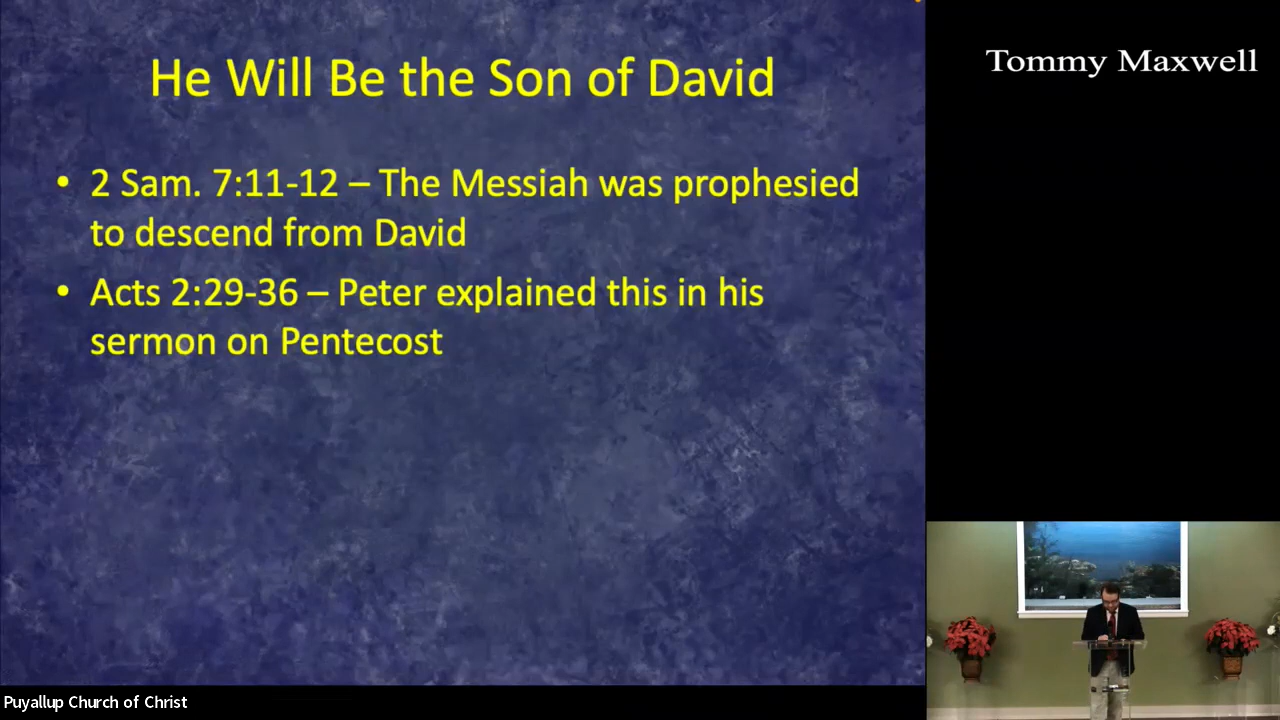 He Will Be the Son of David
• 2 Sam. 7:11-12 – The Messiah was prophesied
to descend from David
• Acts 2:29-36 – Peter explained this in his
sermon on Pentecost
Tommy Maxwell
Puyallup Church of Christ